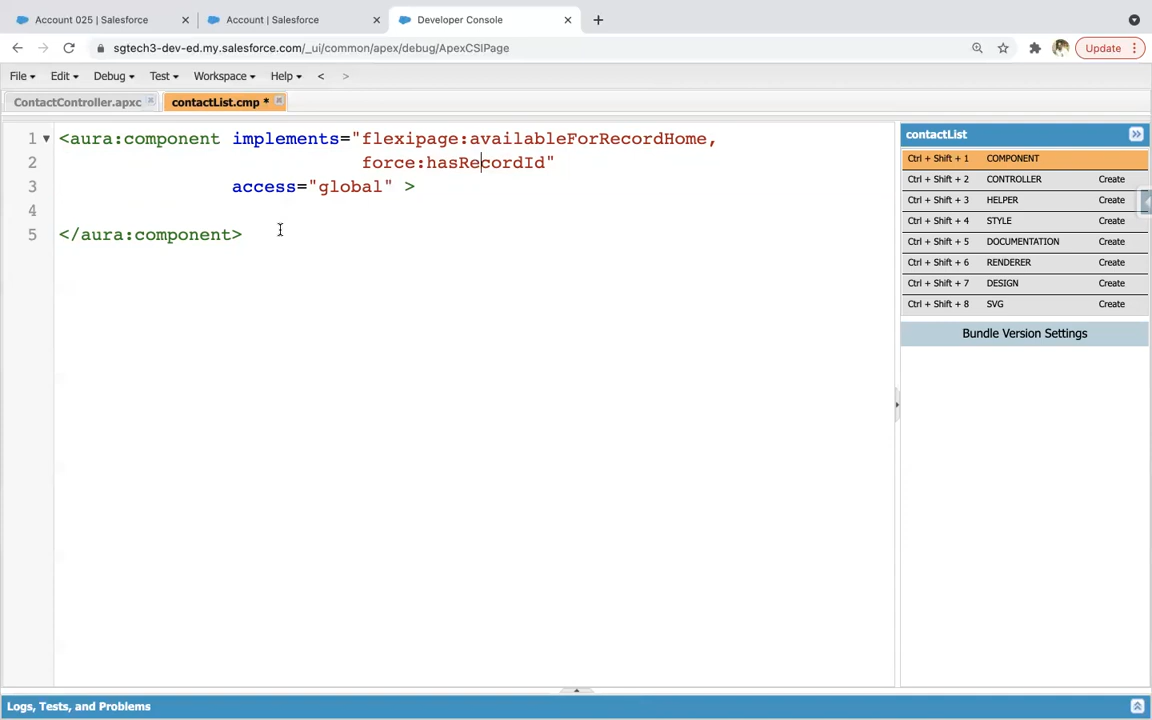 Account 025 | Salesforce
Account | Salesforce
Developer Console
sgtech3-dev-ed.my.salesforce.com/_ui/common/apex/debug/ApexCSIPage
Update
File
Edit
Debug
Test
Workspace
Help
<
>
ContactController.apxc
contactList.cmp *
1 <aura:component implements="flexipage:availableForRecordHome,
2 force:hasRecordId"
3 access="global" >
4
5 </aura:component>
contactList
Ctrl + Shift + 1 COMPONENT
Ctrl + Shift + 2 CONTROLLER Create
Ctrl + Shift + 3 HELPER Create
Ctrl + Shift + 4 STYLE Create
Ctrl + Shift + 5 DOCUMENTATION Create
Ctrl + Shift + 6 RENDERER Create
Ctrl + Shift + 7 DESIGN Create
Ctrl + Shift + 8 SVG Create
Bundle Version Settings
Logs, Tests, and Problems